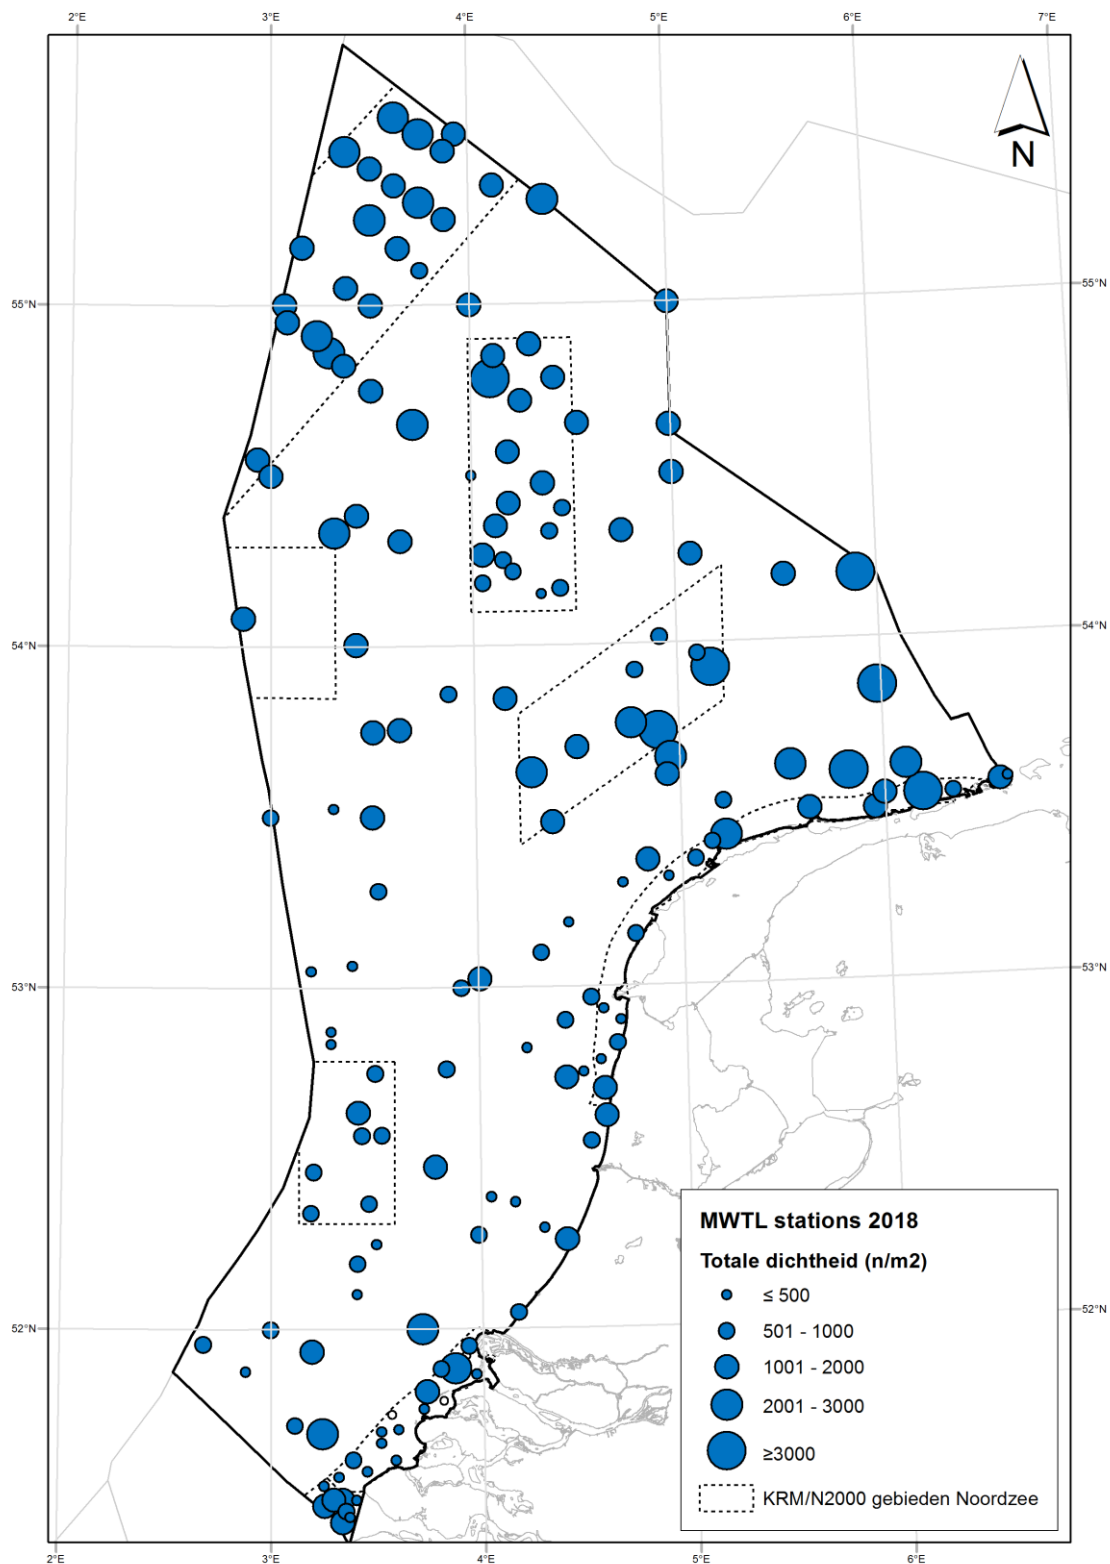 2°E 3°E 4°E 5°E 6°E 7°E
N
55°N 55°N
54°N 54°N
53°N 53°N
52°N 52°N
MWTL stations 2018
Totale dichtheid (n/m2)
≤ 500
501 - 1000
1001 - 2000
2001 - 3000
≥3000
KRM/N2000 gebieden Noordzee
2°E 3°E 4°E 5°E 6°E